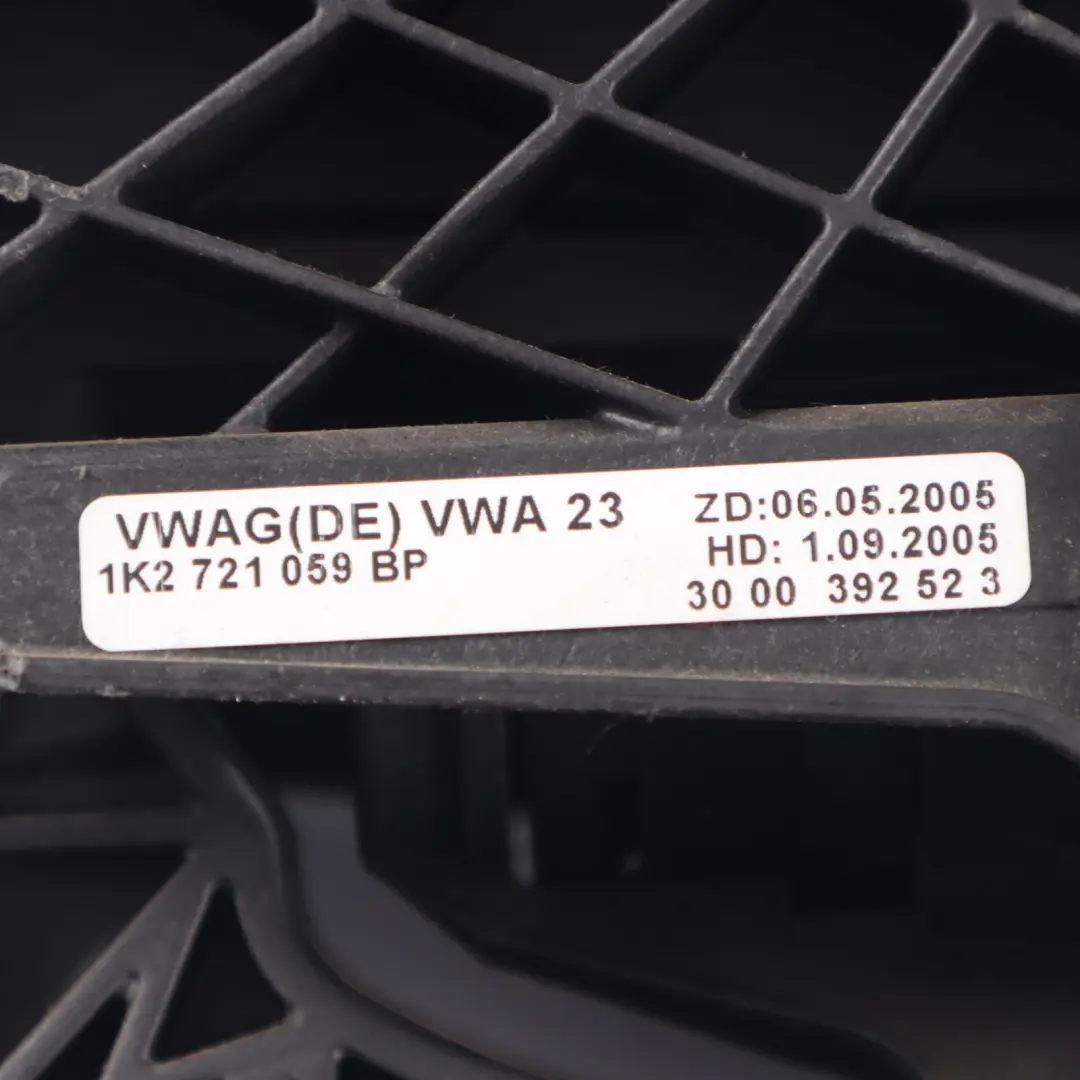 VWAG(DE) VWA 23
1K2 721 059 BP
ZD:06.05.2005
HD: 1.09.2005
30 00 392 52 3